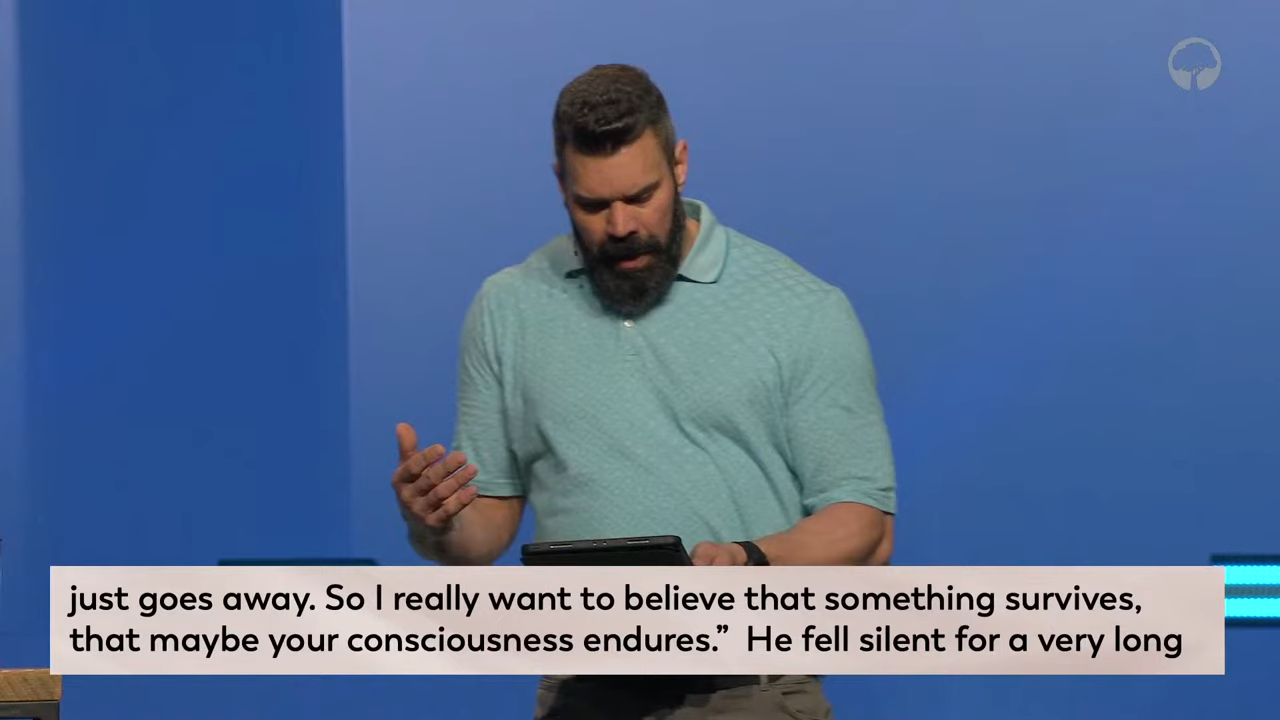 just goes away. So I really want to believe that something survives,
that maybe your consciousness endures.”  He fell silent for a very long